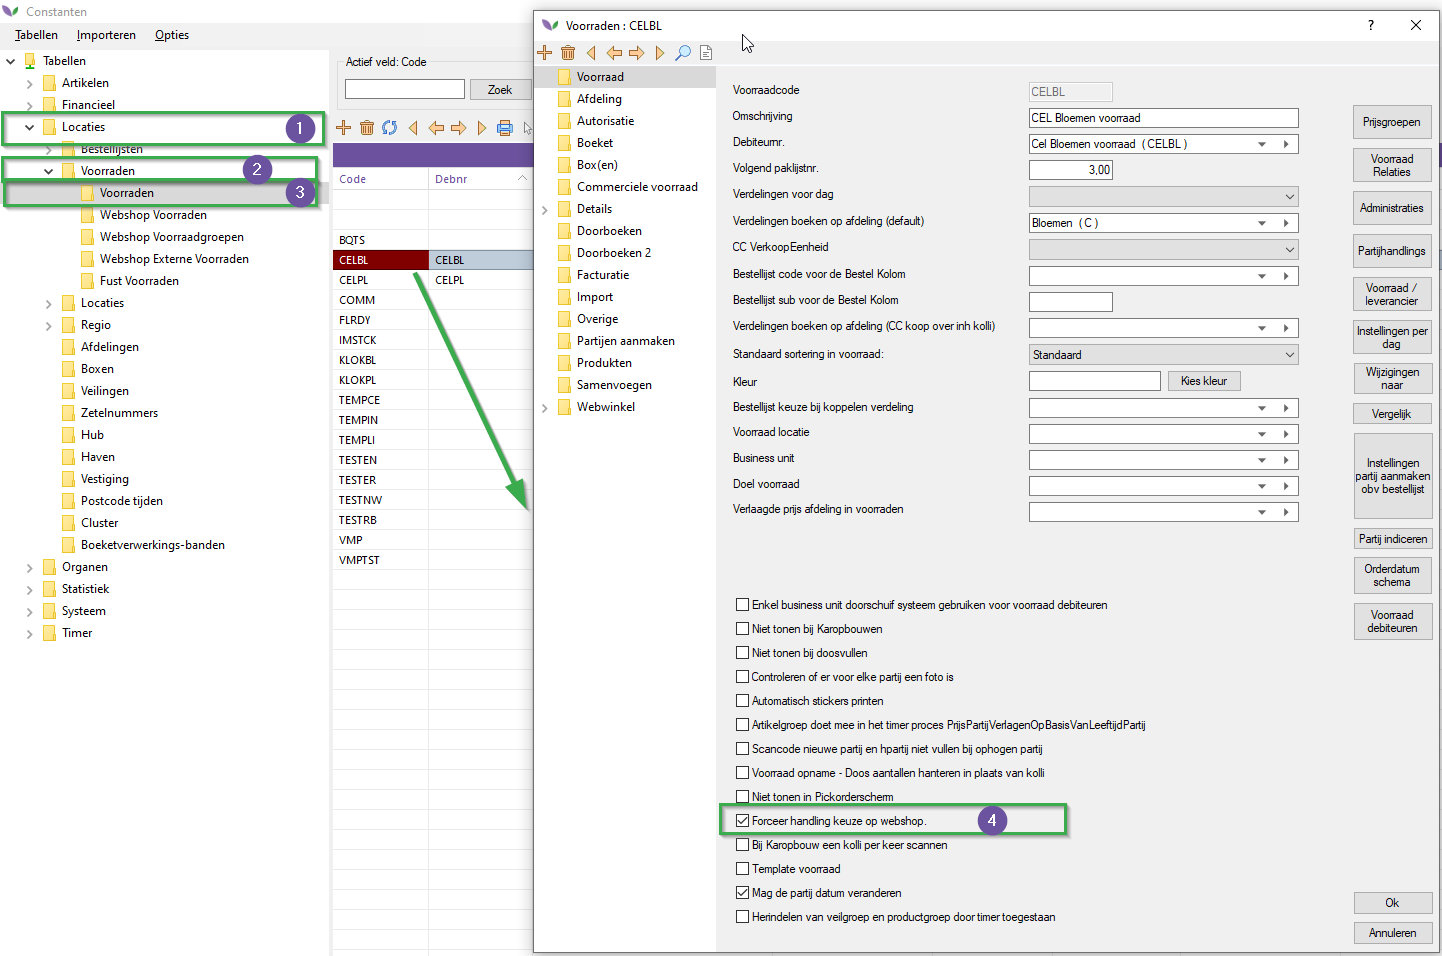 Constanten
Tabellen Importeren Opties
Tabellen
Artikelen
Financieel
Locaties
1
Bestellijsten
Voorraden
2
Voorraden
3
Webshop Voorraden
Webshop Voorraadgroepen
Webshop Externe Voorraden
Fust Voorraden
Locaties
Regio
Afdelingen
Boxen
Veilingen
Zetelnummers
Hub
Haven
Vestiging
Postcode tijden
Cluster
Boeketverwerkings-banden
Organen
Statistiek
Systeem
Timer
Actief veld: Code
Zoek
Code Debnr
BQTS
CELBL CELBL
CELPL CELPL
COMM
FLRDY
IMSTCK
KLOKBL
KLOKPL
TEMPCE
TEMPIN
TEMPLI
TESTEN
TESTER
TESTNW
TESTRB
VMP
VMPTST
Voorraden : CELBL
?
Voorraad
Afdeling
Autorisatie
Boeket
Box(en)
Commerciele voorraad
Details
Doorboeken
Doorboeken 2
Facturatie
Import
Overige
Partijen aanmaken
Produkten
Samenvoegen
Webwinkel
Voorraadcode CELBL
Omschrijving CEL Bloemen voorraad
Debiteurnr. Cel Bloemen voorraad ( CELBL )
Volgend paklijstnr. 3,00
Verdelingen voor dag
Verdelingen boeken op afdeling (default) Bloemen ( C )
CC VerkoopEenheid
Bestellijst code voor de Bestel Kolom
Bestellijst sub voor de Bestel Kolom
Verdelingen boeken op afdeling (CC koop over inh kolli)
Standaard sortering in voorraad: Standaard
Kleur Kies kleur
Bestellijst keuze bij koppelen verdeling
Voorraad locatie
Business unit
Doel voorraad
Verlaagde prijs afdeling in voorraden
Enkel business unit doorschuif systeem gebruiken voor voorraad debiteuren
Niet tonen bij Karopbouwen
Niet tonen bij doosvullen
Controleren of er voor elke partij een foto is
Automatisch stickers printen
Artikelgroep doet mee in het timer proces PrijsPartijVerlagenOpBasisVanLeeftijdPartij
Scancode nieuwe partij en hpartij niet vullen bij ophogen partij
Voorraad opname - Doos aantallen hanteren in plaats van kolli
Niet tonen in Pickorderscherm
Forceer handling keuze op webshop. 4
Bij Karopbouw een kolli per keer scannen
Template voorraad
Mag de partij datum veranderen
Herindelen van veilgroep en productgroep door timer toegestaan
Prijsgroepen
Voorraad
Relaties
Administraties
Partijhandlings
Voorraad /
leverancier
Instellingen per
dag
Wijzigingen
naar
Vergelijk
Instellingen
partij aanmaken
obv bestellijst
Partij indiceren
Orderdatum
schema
Voorraad
debiteuren
Ok
Annuleren